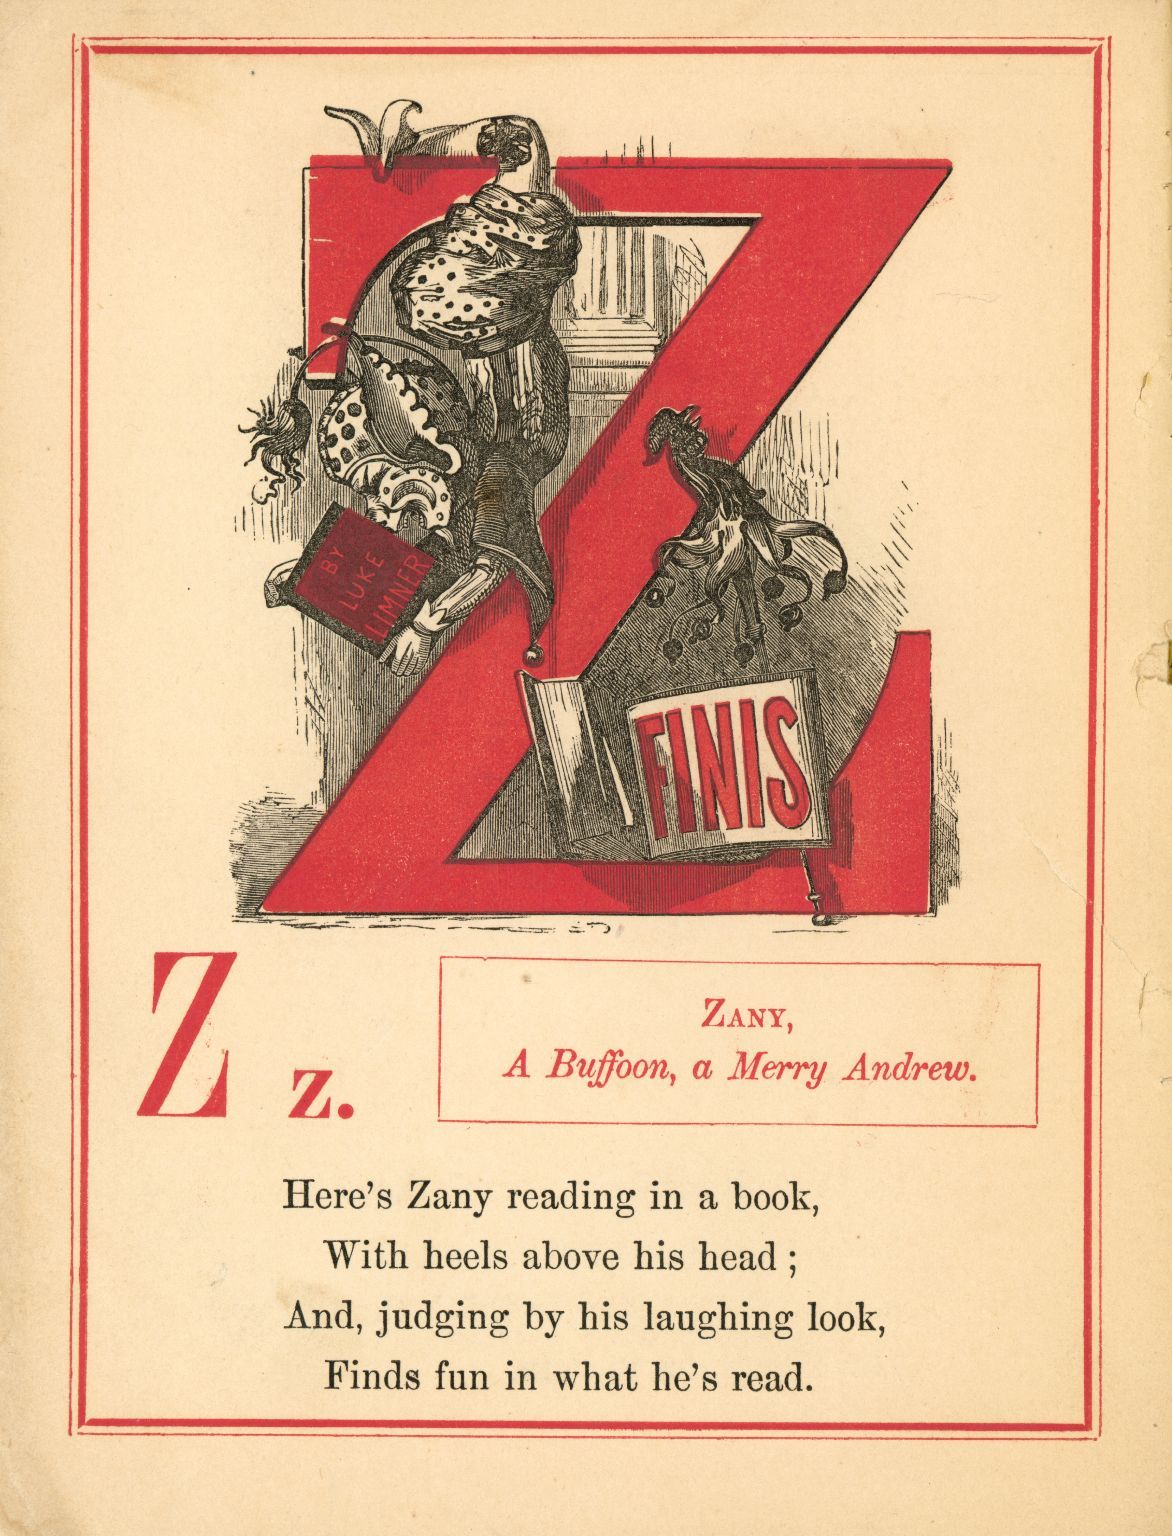 BY
LUKE
LIMNER
FINIS
Z z.
ZANY,
A Buffoon, a Merry Andrew.
Here's Zany reading in a book,
With heels above his head ;
And, judging by his laughing look,
Finds fun in what he's read.